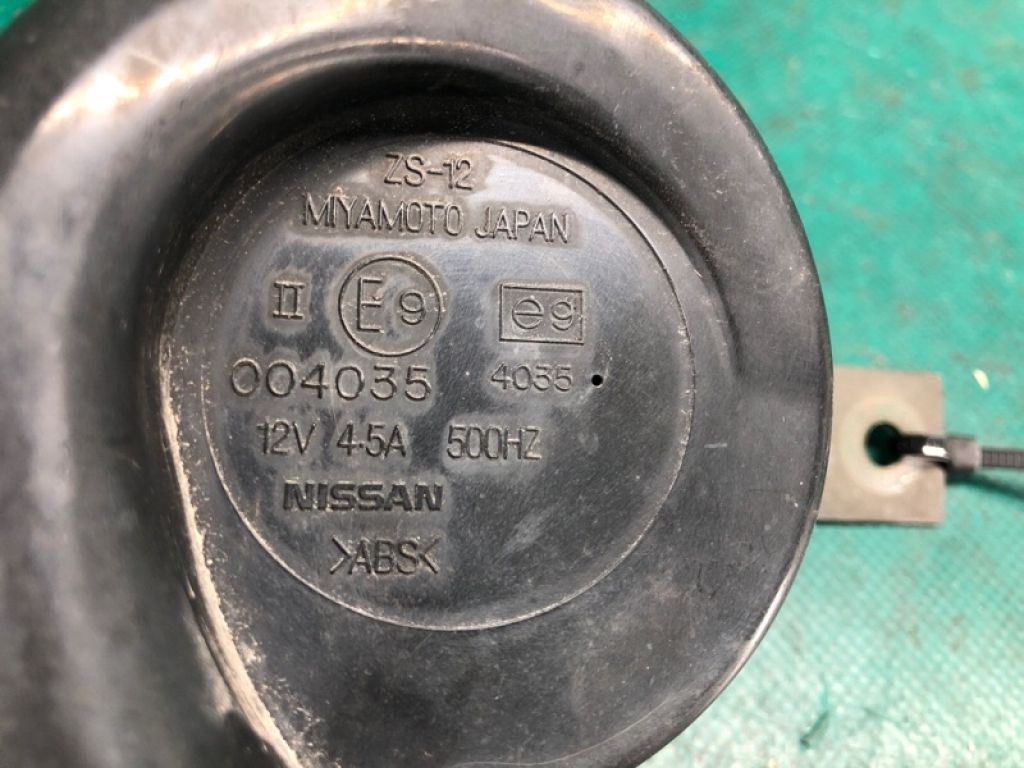 ZS-12
MIYAMOTO JAPAN
II E9 e9
004035 4035
12V 4·5A 500HZ
NISSAN
>ABS<